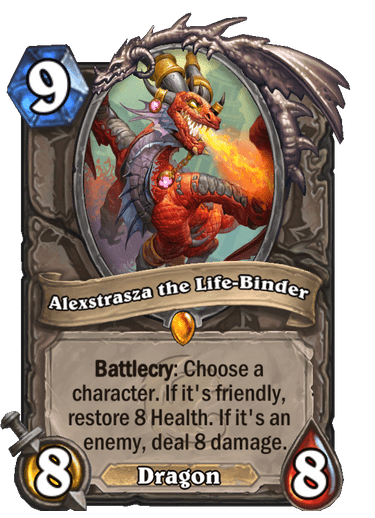 9
Alexstrasza the Life-Binder
Battlecry: Choose a
character. If it's friendly,
restore 8 Health. If it's an
enemy, deal 8 damage.
8
Dragon
8